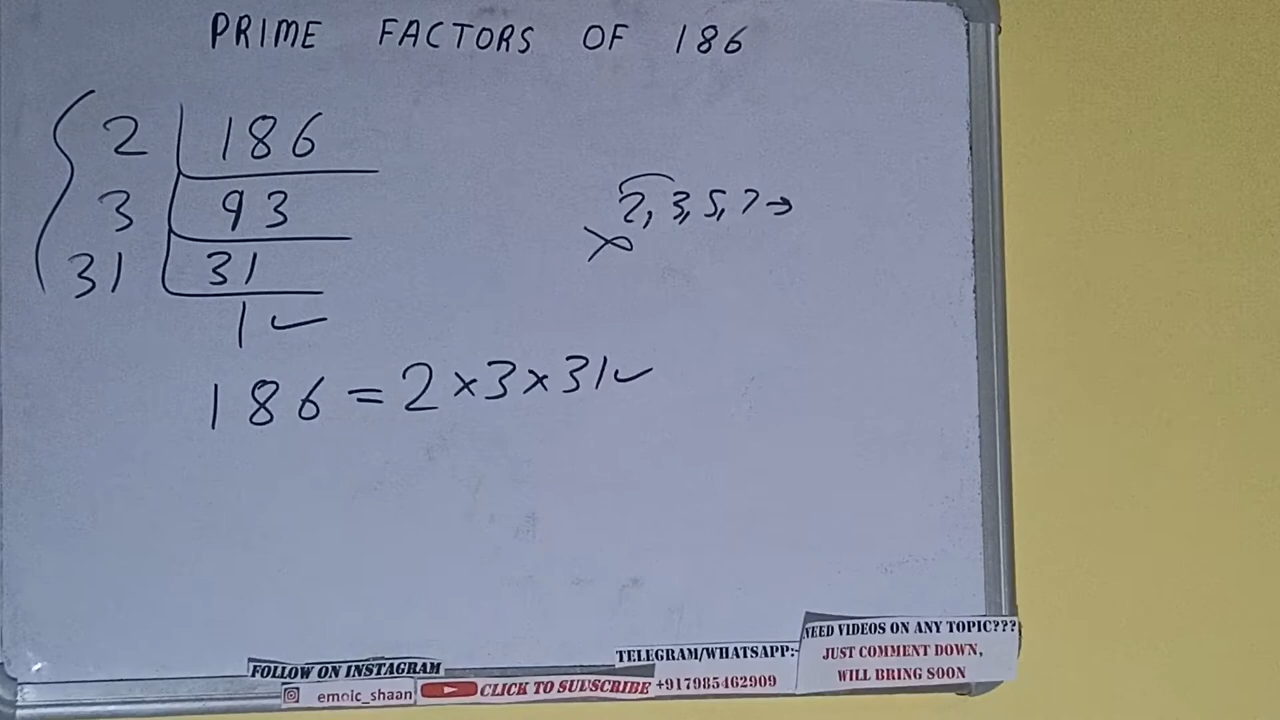 PRIME FACTORS OF 186
2 | 186
3 | 93
31 | 31
1 ✓
2, 3, 5, 7 →
×
186 = 2 × 3 × 31 ✓
FOLLOW ON INSTAGRAM
emoic_shaan
CLICK TO SUBSCRIBE
TELEGRAM/WHATSAPP:-
+917985462909
NEED VIDEOS ON ANY TOPIC???
JUST COMMENT DOWN,
WILL BRING SOON